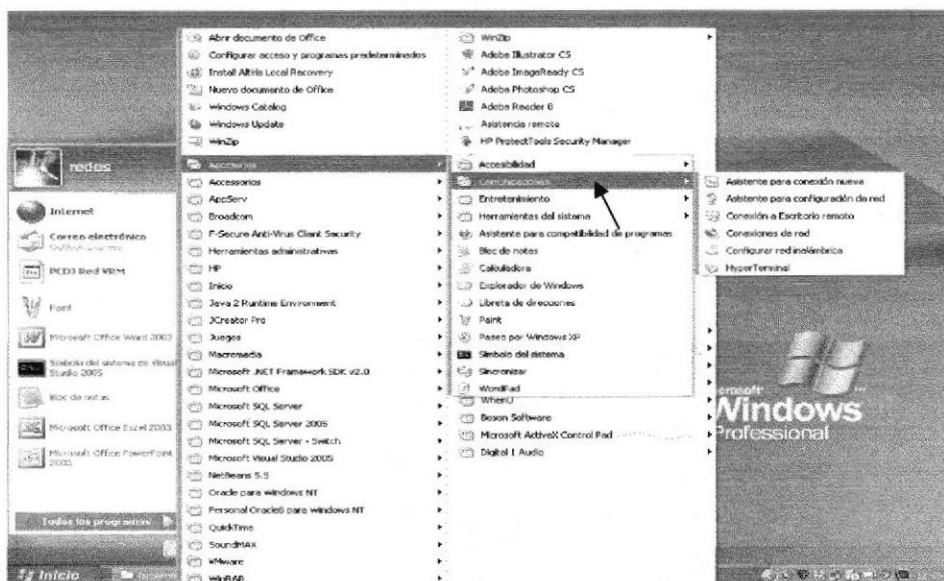 redes
Internet
Correo electrónico
Outlook Express
PCD3 Red VRM
Paint
Microsoft Office Word 2003
Símbolo del sistema de Visual
Studio 2005
Bloc de notas
Microsoft Office Excel 2003
Microsoft Office PowerPoint
2003
Todos los programas
Inicio
Abrir documento de Office
Configurar acceso y programas predeterminados
Install Altiris Local Recovery
Nuevo documento de Office
Windows Catalog
Windows Update
WinZip
Accesorios
Accessories
AppServ
Broadcom
F-Secure Anti-Virus Client Security
Herramientas administrativas
HP
Inicio
Java 2 Runtime Environment
JCreator Pro
Juegos
Macromedia
Microsoft .NET Framework SDK v2.0
Microsoft Office
Microsoft SQL Server
Microsoft SQL Server 2005
Microsoft SQL Server - Switch
Microsoft Visual Studio 2005
NetBeans 5.5
Oracle para Windows NT
Personal Oracle8 para Windows NT
QuickTime
SoundMAX
VMware
WinRAR
WinZip
Adobe Illustrator CS
Adobe ImageReady CS
Adobe Photoshop CS
Adobe Reader 8
Asistencia remota
HP ProtectTools Security Manager
Accesibilidad
Comunicaciones
Entretenimiento
Herramientas del sistema
Asistente para compatibilidad de programas
Bloc de notas
Calculadora
Explorador de Windows
Libreta de direcciones
Paint
Paseo por Windows XP
Símbolo del sistema
Sincronizar
WordPad
WhenU
Boson Software
Microsoft ActiveX Control Pad
Digital 1 Audio
Asistente para conexión nueva
Asistente para configuración de red
Conexión a Escritorio remoto
Conexiones de red
Configurar red inalámbrica
HyperTerminal
Microsoft
Windows
Professional